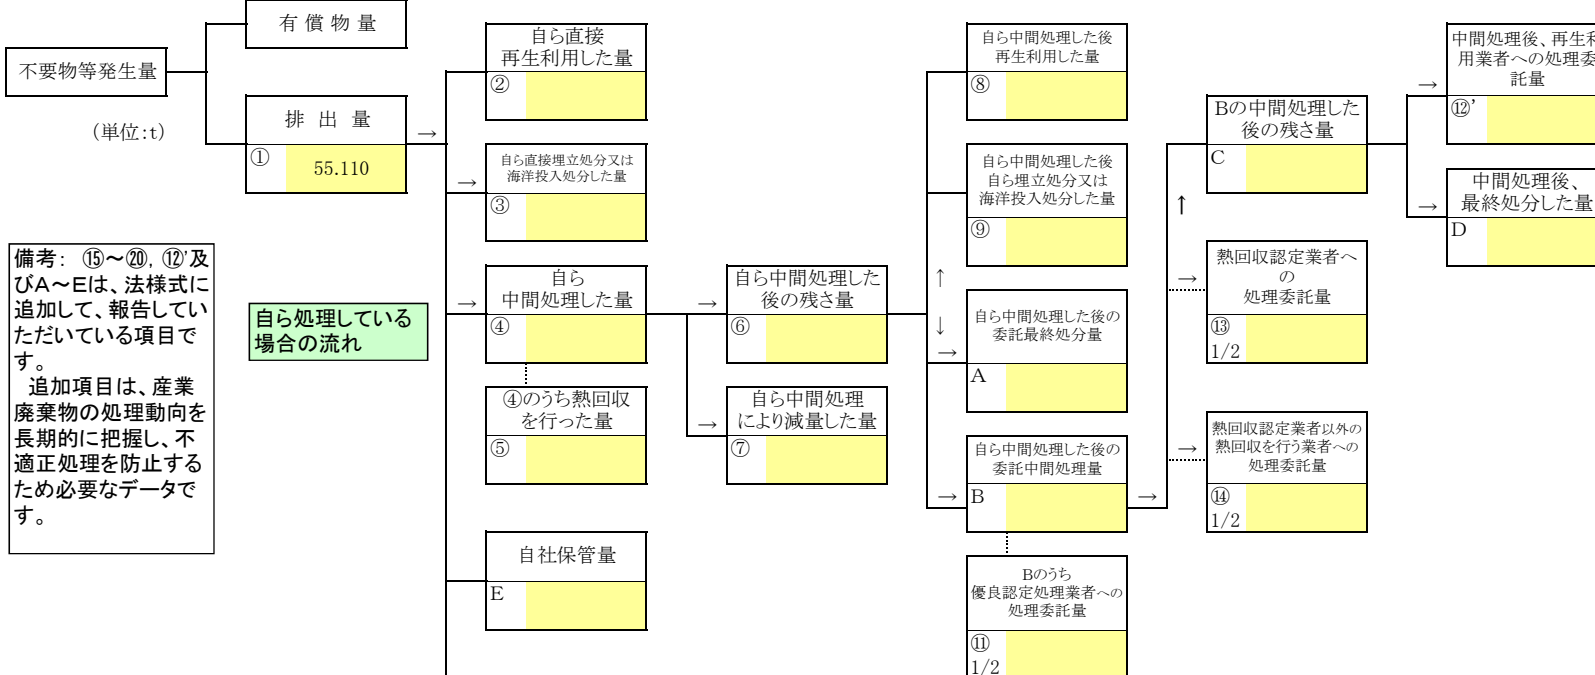 有 償 物 量
不要物等発生量
（単位:t）
排 出 量
→
①
55.110
備考： ⑮～⑳, ⑫'及
びA～Eは、法様式に
追加して、報告してい
ただいている項目で
す。
追加項目は、産業
廃棄物の処理動向を
長期的に把握し、不
適正処理を防止する
ため必要なデータで
す。
自ら処理している
場合の流れ
自ら直接
再生利用した量
②
→
自ら直接埋立処分又は
海洋投入処分した量
③
→
自ら
中間処理した量
④
④のうち熱回収
を行った量
⑤
自社保管量
E
→
自ら中間処理した
後の残さ量
⑥
→
自ら中間処理
により減量した量
⑦
自ら中間処理した後
再生利用した量
⑧
自ら中間処理した後
自ら埋立処分又は
海洋投入処分した量
⑨
↑
↓
→
自ら中間処理した後の
委託最終処分量
A
→
自ら中間処理した後の
委託中間処理量
B
→
Bのうち
優良認定処理業者への
処理委託量
⑪
1/2
Bの中間処理した
後の残さ量
C
↑
→
熱回収認定業者へ
の
処理委託量
⑬
1/2
→
熱回収認定業者以外の
熱回収を行う業者への
処理委託量
⑭
1/2
→
中間処理後、再生利
用業者への処理委
託量
⑫'
→
中間処理後、
最終処分した量
D